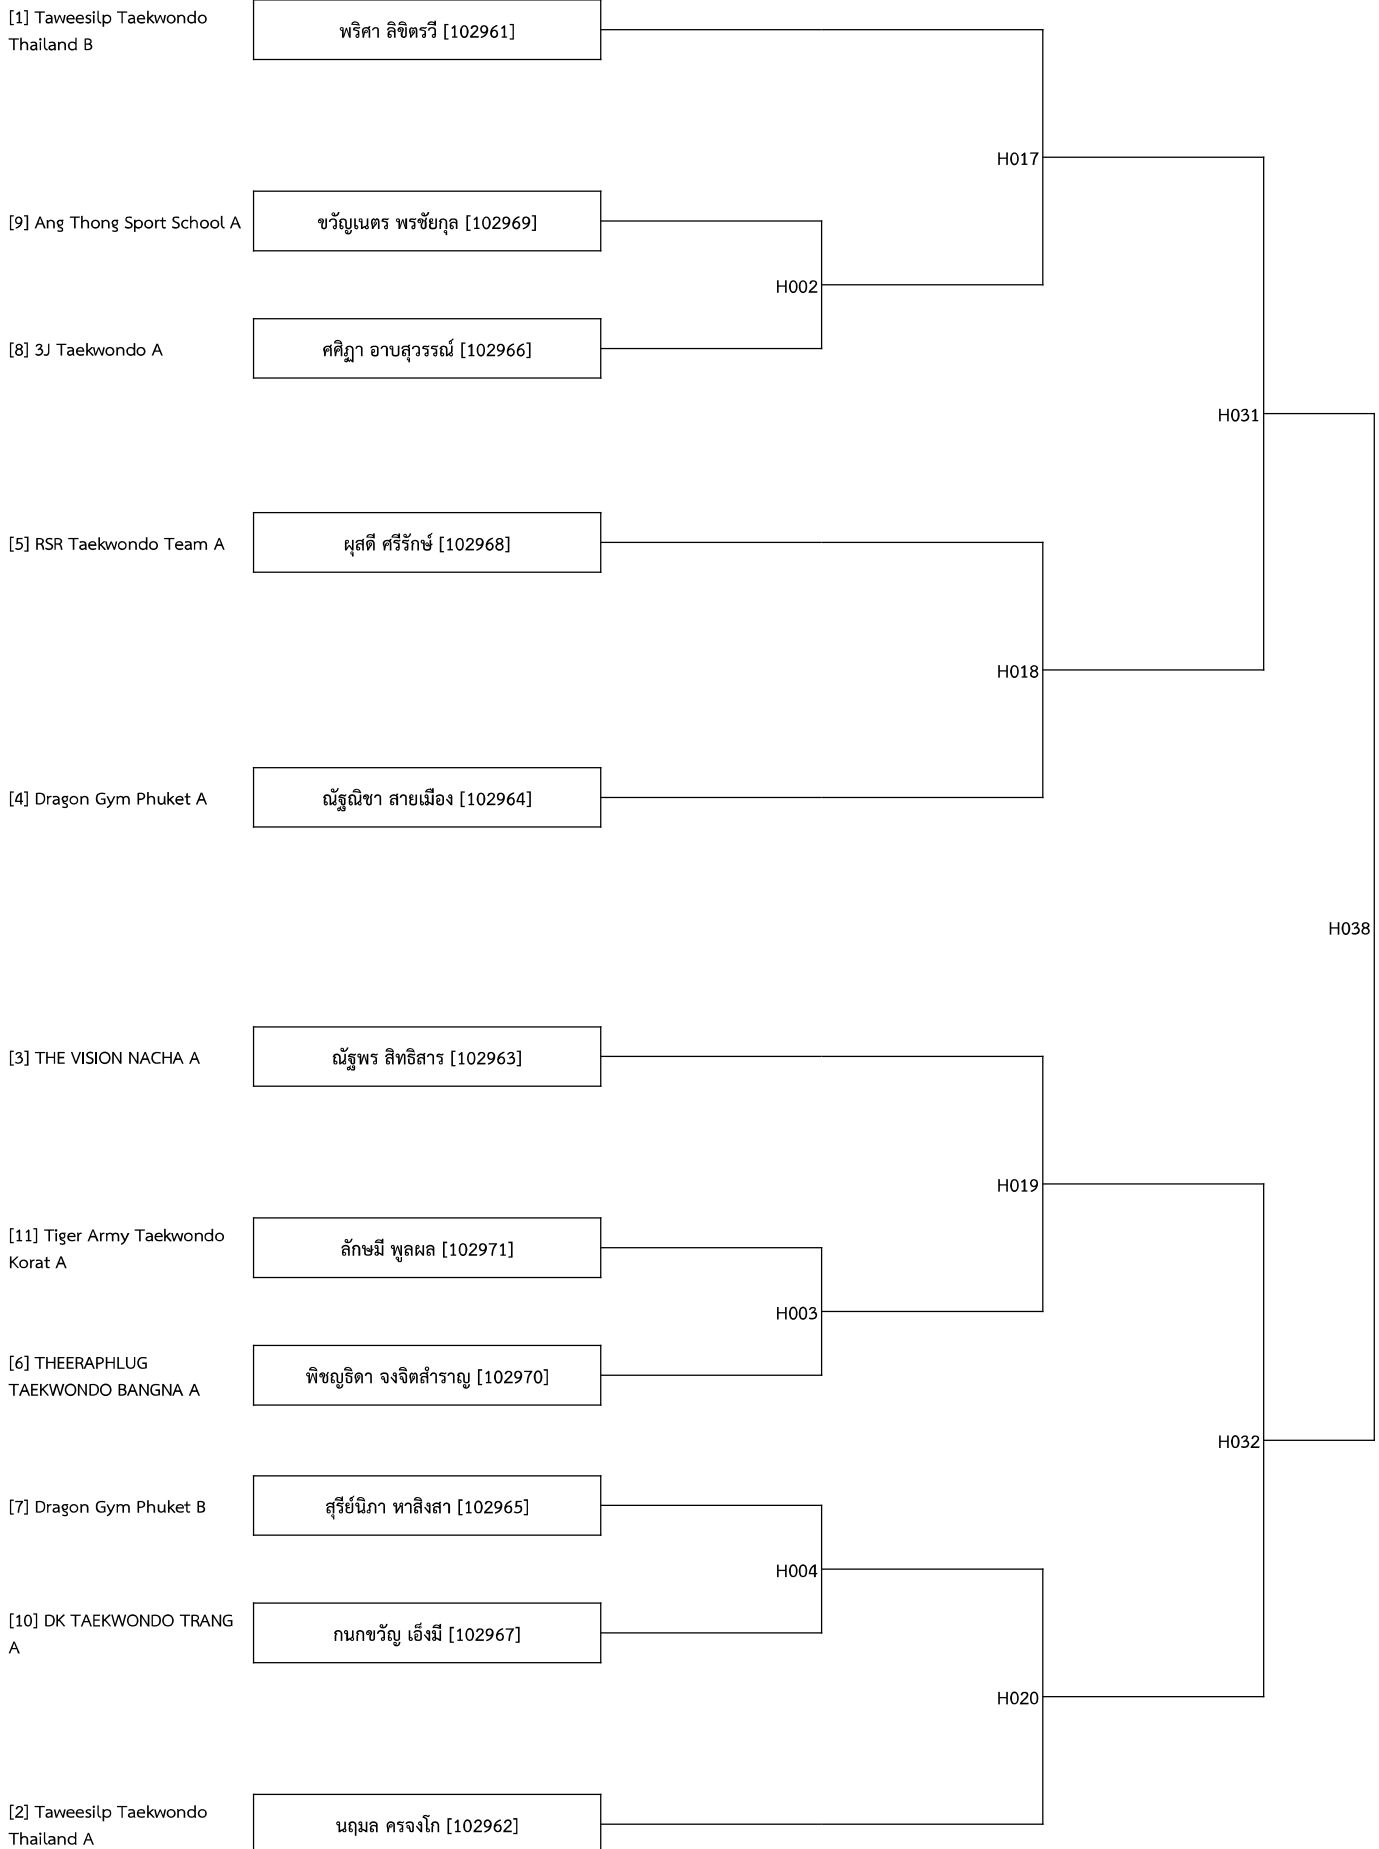 [1] Taweesilp Taekwondo
Thailand B
พริศา ลิขิตรวี [102961]
H017
[9] Ang Thong Sport School A
ขวัญเนตร พรชัยกุล [102969]
H002
[8] 3J Taekwondo A
ศศิฏา อาบสุวรรณ์ [102966]
H031
[5] RSR Taekwondo Team A
ผุสดี ศรีรักษ์ [102968]
H018
[4] Dragon Gym Phuket A
ณัฐณิชา สายเมือง [102964]
H038
[3] THE VISION NACHA A
ณัฐพร สิทธิสาร [102963]
H019
[11] Tiger Army Taekwondo
Korat A
ลักษมี พูลผล [102971]
H003
[6] THEERAPHLUG
TAEKWONDO BANGNA A
พิชญธิดา จงจิตสำราญ [102970]
H032
[7] Dragon Gym Phuket B
สุรีย์นิภา หาสิงสา [102965]
H004
[10] DK TAEKWONDO TRANG
A
กนกขวัญ เอ็งมี [102967]
H020
[2] Taweesilp Taekwondo
Thailand A
นฤมล ครจงโก [102962]